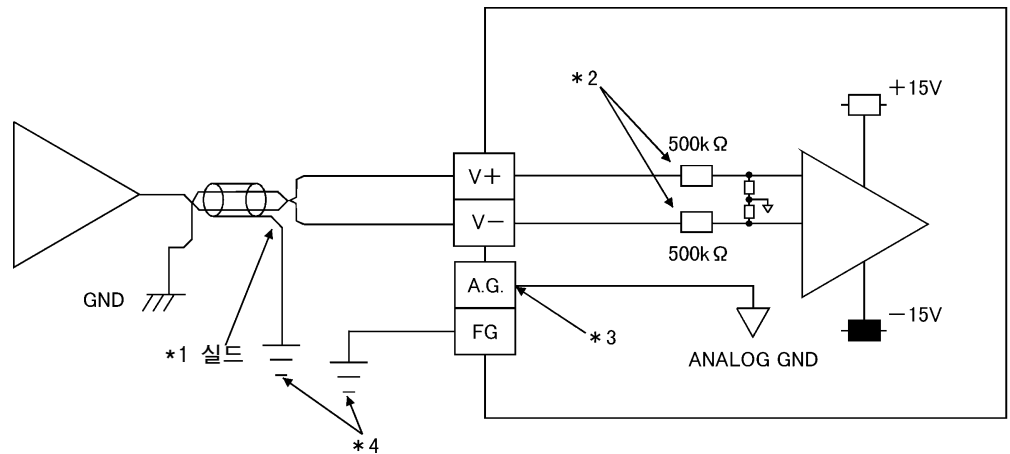 *2
+15V
500kΩ
V+
V-
500kΩ
A.G.
GND
-15V
FG
*3
*1 실드
ANALOG GND
*4